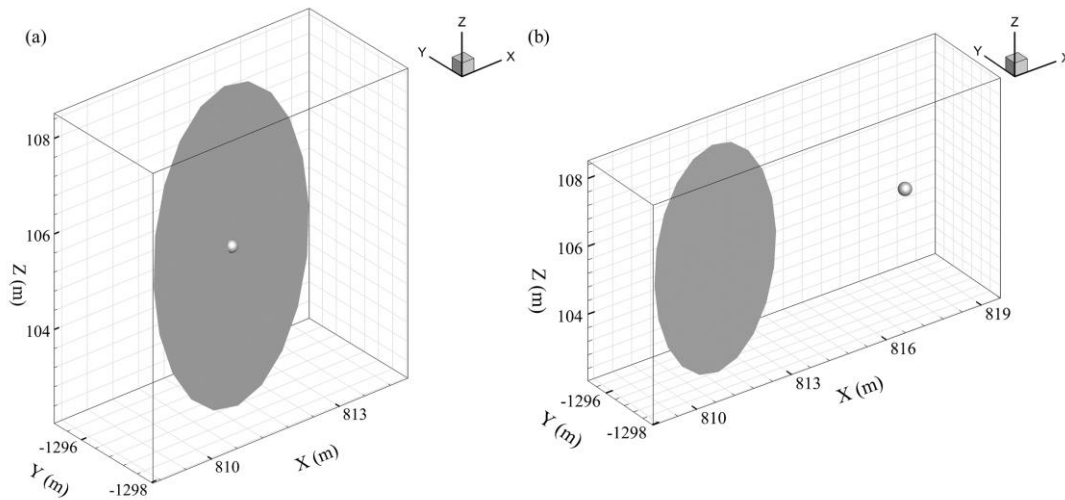 (a)
Z
Y
X
108
106
104
Z (m)
-1296
-1298
Y (m)
810
813
X (m)
(b)
Z
Y
X
108
106
104
Z (m)
-1296
-1298
Y (m)
810
813
816
819
X (m)